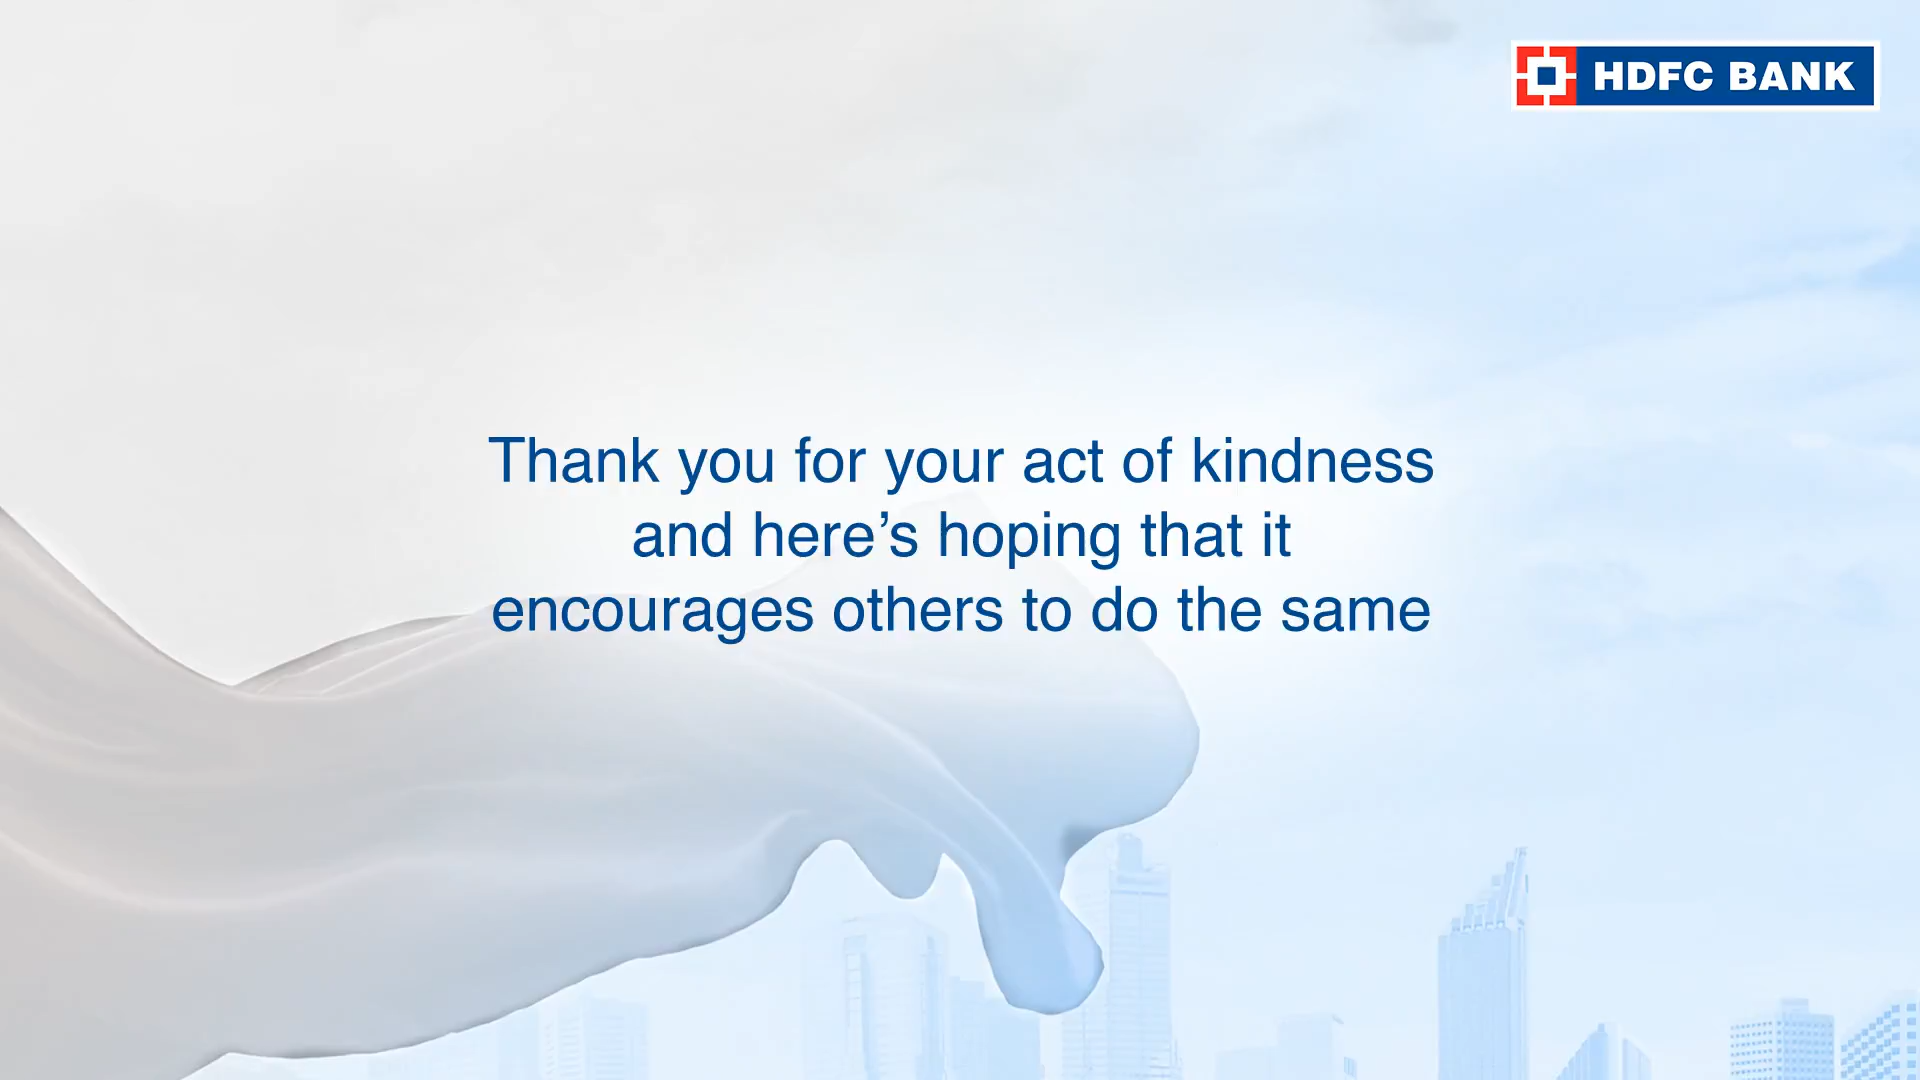 HDFC BANK
Thank you for your act of kindness
and here’s hoping that it
encourages others to do the same